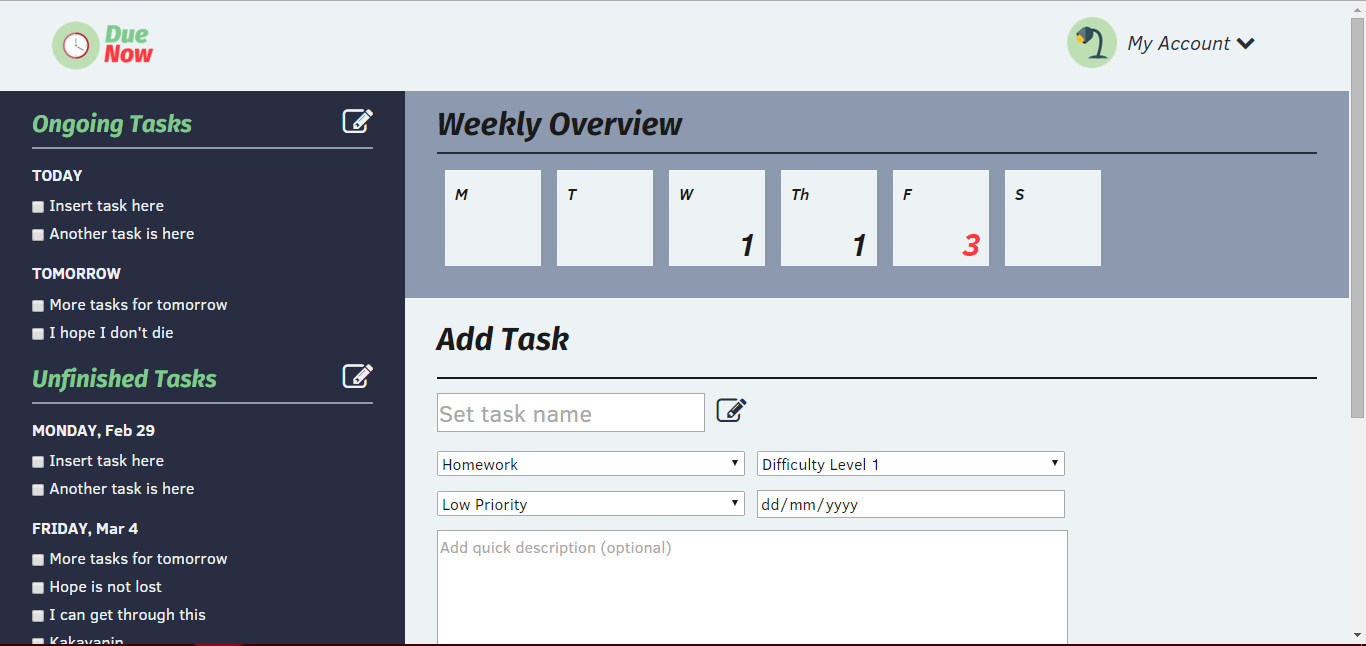 Due
Now
My Account
Ongoing Tasks
TODAY
Insert task here
Another task is here
TOMORROW
More tasks for tomorrow
I hope I don't die
Unfinished Tasks
MONDAY, Feb 29
Insert task here
Another task is here
FRIDAY, Mar 4
More tasks for tomorrow
Hope is not lost
I can get through this
Kakayanin
Weekly Overview
M T W Th F S
1 1 3
Add Task
Set task name
Homework Difficulty Level 1
Low Priority dd/mm/yyyy
Add quick description (optional)